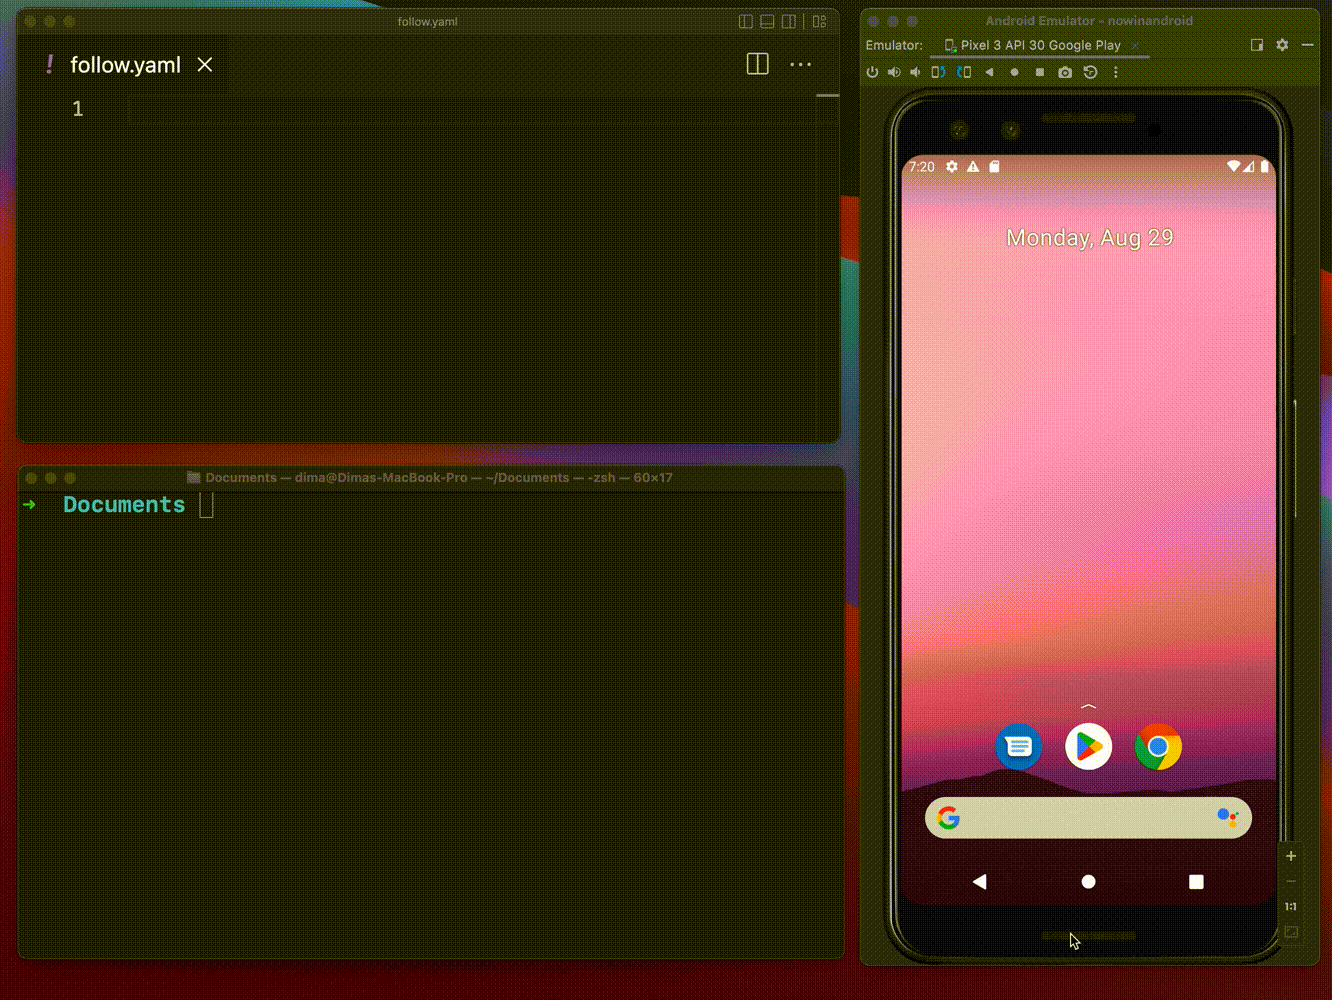 follow.yaml
! follow.yaml
1
Documents — dima@Dimas-MacBook-Pro — ~/Documents — -zsh — 60×17
➜ Documents
Android Emulator - nowinandroid
Emulator: Pixel 3 API 30 Google Play
7:20
Monday, Aug 29
G
1:1